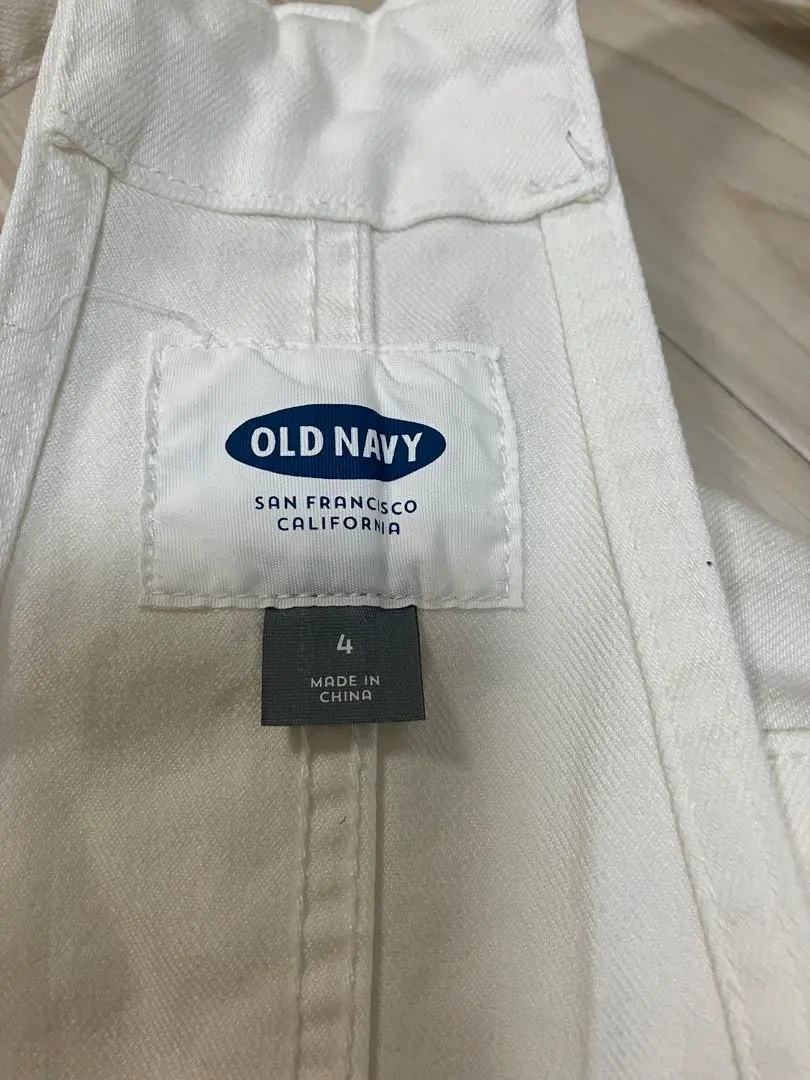 OLD NAVY
SAN FRANCISCO
CALIFORNIA
4
MADE IN
CHINA